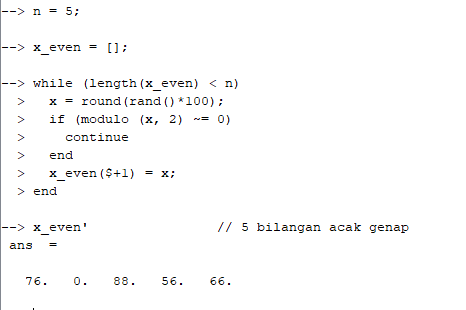 --> n = 5;
--> x_even = [];
--> while (length(x_even) < n)
>   x = round(rand()*100);
>   if (modulo (x, 2) ~= 0)
>     continue
>   end
>   x_even($+1) = x;
> end
--> x_even'                // 5 bilangan acak genap
ans  =
76.   0.   88.   56.   66.